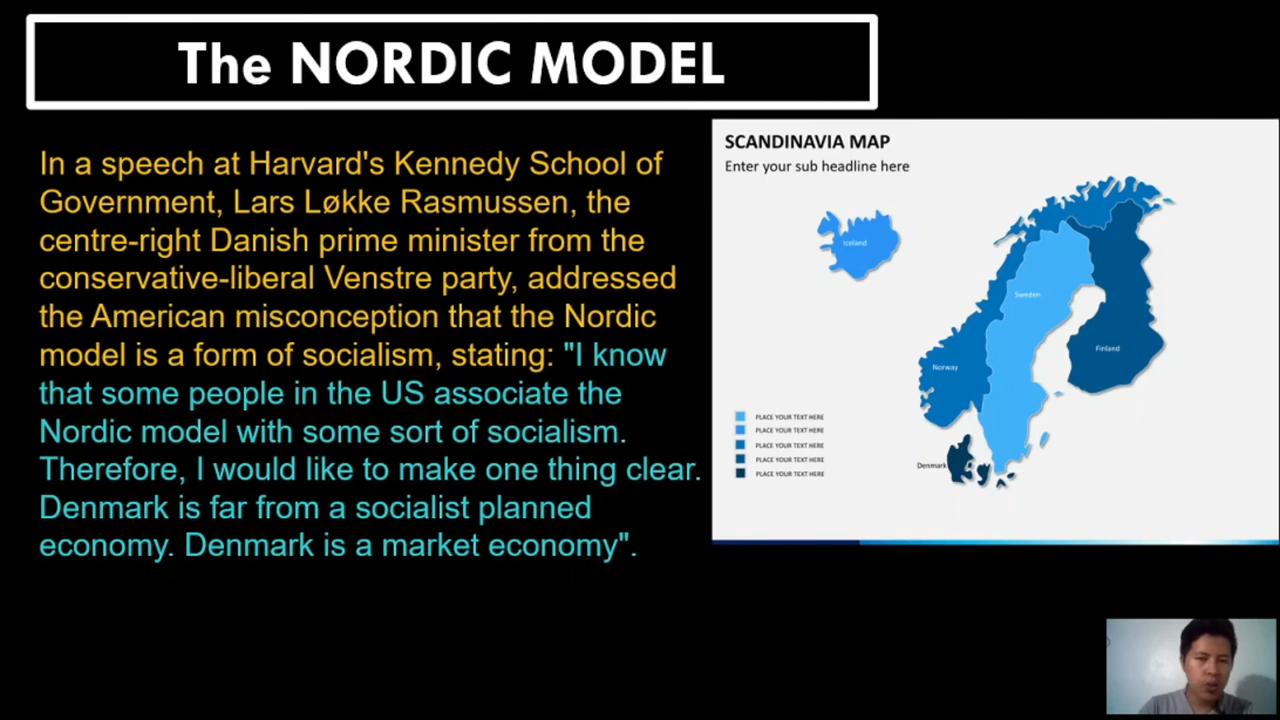 The NORDIC MODEL
In a speech at Harvard's Kennedy School of
Government, Lars Løkke Rasmussen, the
centre-right Danish prime minister from the
conservative-liberal Venstre party, addressed
the American misconception that the Nordic
model is a form of socialism, stating: "I know
that some people in the US associate the
Nordic model with some sort of socialism.
Therefore, I would like to make one thing clear.
Denmark is far from a socialist planned
economy. Denmark is a market economy".
SCANDINAVIA MAP
Enter your sub headline here
Iceland
Sweden
Finland
Norway
Denmark
PLACE YOUR TEXT HERE
PLACE YOUR TEXT HERE
PLACE YOUR TEXT HERE
PLACE YOUR TEXT HERE
PLACE YOUR TEXT HERE